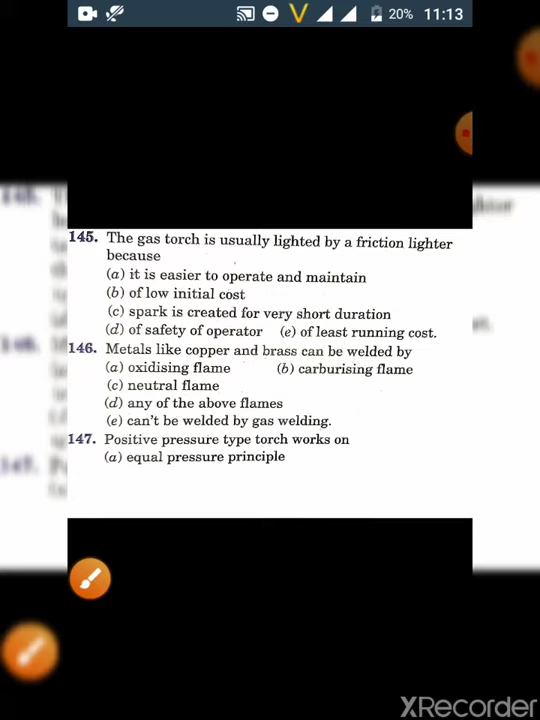 20% 11:13
145. The gas torch is usually lighted by a friction lighter
because
(a) it is easier to operate and maintain
(b) of low initial cost
(c) spark is created for very short duration
(d) of safety of operator (e) of least running cost.
146. Metals like copper and brass can be welded by
(a) oxidising flame (b) carburising flame
(c) neutral flame
(d) any of the above flames
(e) can't be welded by gas welding.
147. Positive pressure type torch works on
(a) equal pressure principle
XRecorder